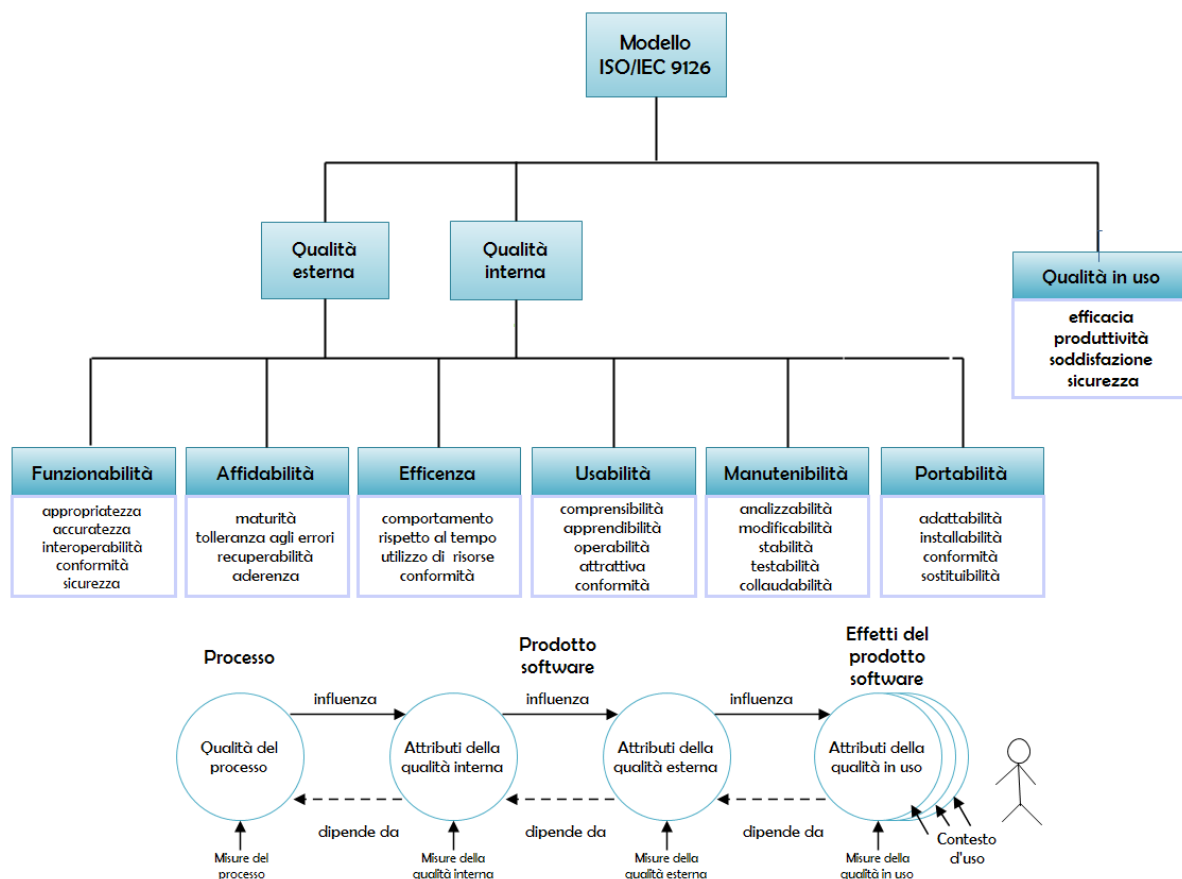 Modello
ISO/IEC 9126
Qualità
esterna
Qualità
interna
Qualità in uso
efficacia
produttività
soddisfazione
sicurezza
Funzionabilità
appropriatezza
accuratezza
interoperabilità
conformità
sicurezza
Affidabilità
maturità
tolleranza agli errori
recuperabilità
aderenza
Efficenza
comportamento
rispetto al tempo
utilizzo di risorse
conformità
Usabilità
comprensibilità
apprendibilità
operabilità
attrattiva
conformità
Manutenibilità
analizzabilità
modificabilità
stabilità
testabilità
collaudabilità
Portabilità
adattabilità
installabilità
conformità
sostituibilità
Processo
Prodotto
software
Effetti del
prodotto
software
influenza
influenza
influenza
Qualità del
processo
Attributi della
qualità interna
Attributi della
qualità esterna
Attributi della
qualità in uso
dipende da
dipende da
dipende da
Contesto
d'uso
Misure del
processo
Misure della
qualità interna
Misure della
qualità esterna
Misure della
qualità in uso